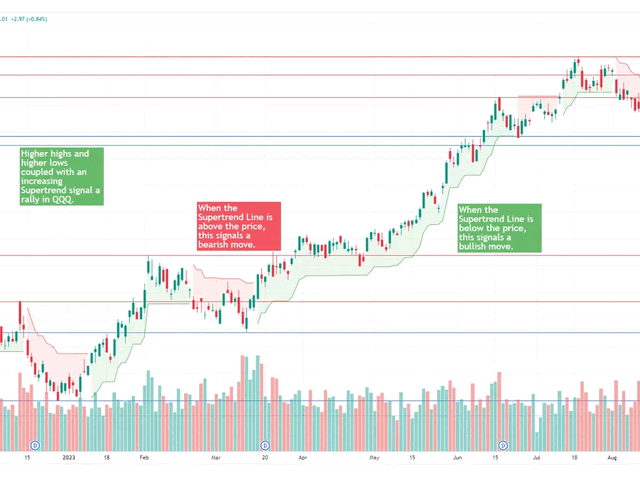 .01 +2.97 (+0.84%)
Higher highs and
higher lows
coupled with an
increasing
Supertrend signal a
rally in QQQ.
When the
Supertrend Line is
above the price,
this signals a
bearish move.
When the
Supertrend Line is
below the price,
this signals a
bullish move.
D D D
15 2023 18 Feb Mar 20 Apr May 15 Jun 15 Jul 18 Aug